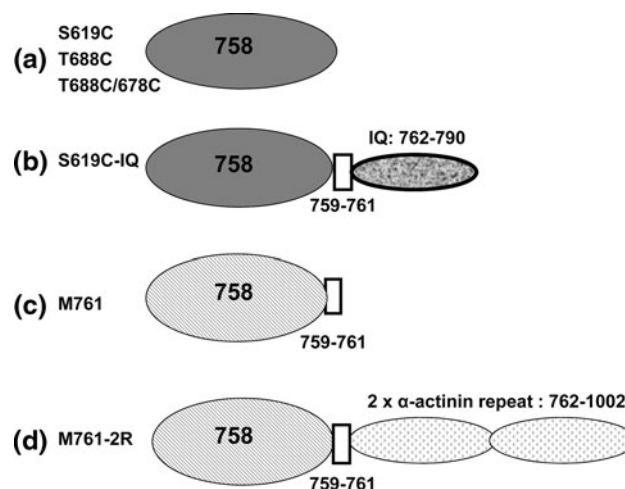 S619C
(a) T688C 758
T688C/678C
IQ: 762-790
(b) S619C-IQ 758
759-761
(c) M761 758
759-761
2 x α-actinin repeat : 762-1002
(d) M761-2R 758
759-761